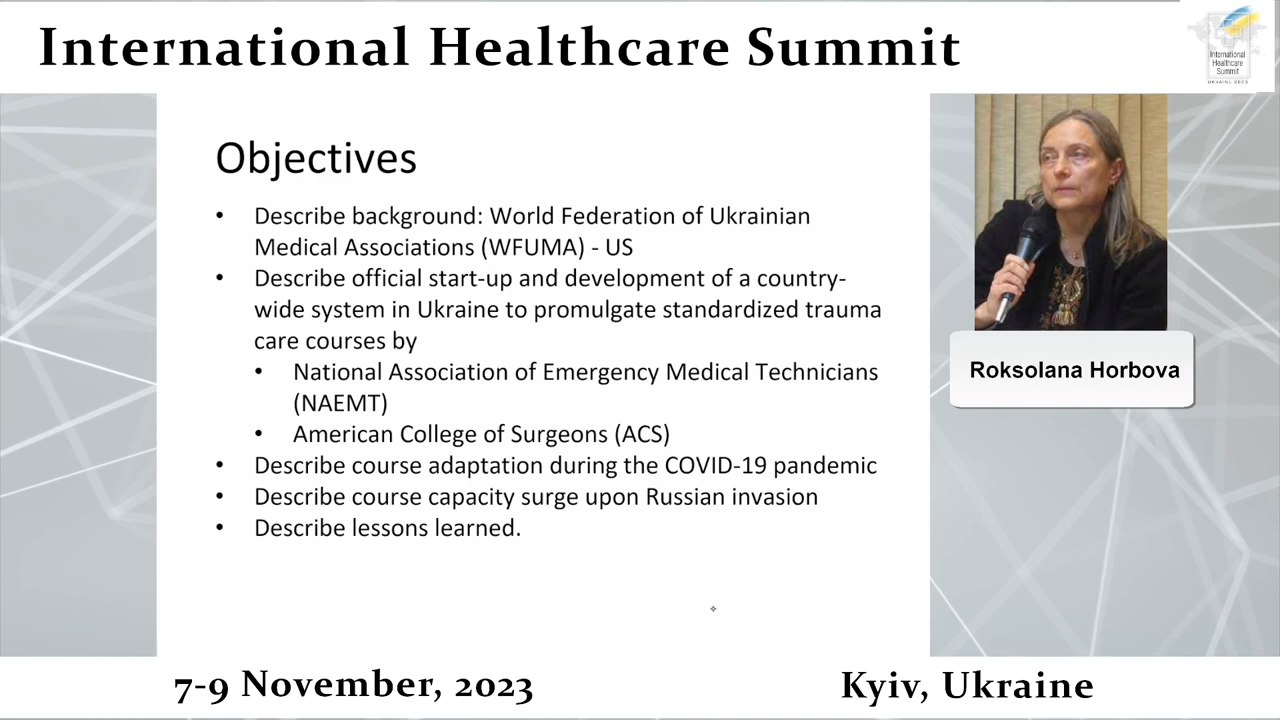 International Healthcare Summit
International
Healthcare
Summit
UKRAINE 2023
Objectives
• Describe background: World Federation of Ukrainian
Medical Associations (WFUMA) - US
• Describe official start-up and development of a country-
wide system in Ukraine to promulgate standardized trauma
care courses by
• National Association of Emergency Medical Technicians
(NAEMT)
• American College of Surgeons (ACS)
• Describe course adaptation during the COVID-19 pandemic
• Describe course capacity surge upon Russian invasion
• Describe lessons learned.
Roksolana Horbova
7-9 November, 2023
Kyiv, Ukraine